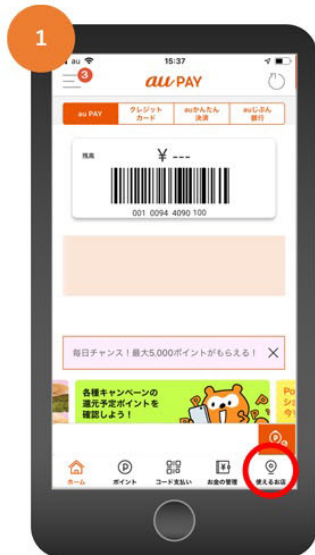 1
au
15:37
3
au PAY
au PAY
クレジット
カード
auかんたん
決済
auじぶん
銀行
残高
¥ ---
001 0094 4090 100
毎日チャンス！最大5,000ポイントがもらえる！ ×
各種キャンペーンの
還元予定ポイントを
確認しよう！
Po
ホーム
ポイント
コード支払い
お金の管理
使えるお店